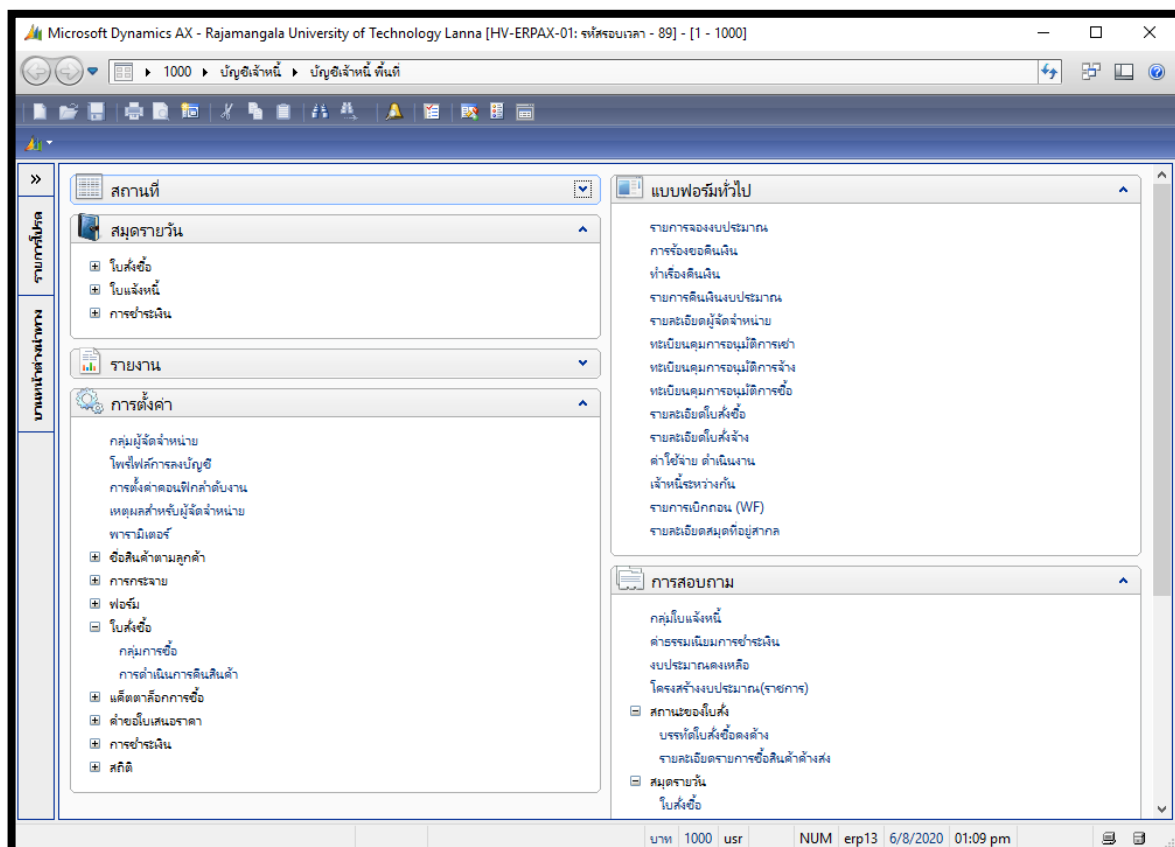 Microsoft Dynamics AX - Rajamangala University of Technology Lanna [HV-ERPAX-01: รหัสรอบเวลา - 89] - [1 - 1000]
1000 บัญชีเจ้าหนี้ บัญชีเจ้าหนี้ พื้นที่
รายการโปรด
บานหน้าต่างนำทาง
สถานที่
สมุดรายวัน
ใบสั่งซื้อ
ใบแจ้งหนี้
การชำระเงิน
รายงาน
การตั้งค่า
กลุ่มผู้จัดจำหน่าย
โพรไฟล์การลงบัญชี
การตั้งค่าคอนฟิกลำดับงาน
เหตุผลสำหรับผู้จัดจำหน่าย
พารามิเตอร์
ชื่อสินค้าตามลูกค้า
การกระจาย
ฟอร์ม
ใบสั่งซื้อ
กลุ่มการซื้อ
การดำเนินการคืนสินค้า
แค็ตตาล็อกการซื้อ
คำขอใบเสนอราคา
การชำระเงิน
สถิติ
แบบฟอร์มทั่วไป
รายการจองงบประมาณ
การร้องขอคืนเงิน
ทำเรื่องคืนเงิน
รายการคืนเงินงบประมาณ
รายละเอียดผู้จัดจำหน่าย
ทะเบียนคุมการอนุมัติการเช่า
ทะเบียนคุมการอนุมัติการจ้าง
ทะเบียนคุมการอนุมัติการซื้อ
รายละเอียดใบสั่งซื้อ
รายละเอียดใบสั่งจ้าง
ค่าใช้จ่าย ดำเนินงาน
เจ้าหนี้ระหว่างกัน
รายการเบิกถอน (WF)
รายละเอียดสมุดที่อยู่สากล
การสอบถาม
กลุ่มใบแจ้งหนี้
ค่าธรรมเนียมการชำระเงิน
งบประมาณคงเหลือ
โครงสร้างงบประมาณ(ราชการ)
สถานะของใบสั่ง
บรรทัดใบสั่งซื้อคงค้าง
รายละเอียดรายการซื้อสินค้าค้างส่ง
สมุดรายวัน
ใบสั่งซื้อ
บาท 1000 usr NUM erp13 6/8/2020 01:09 pm